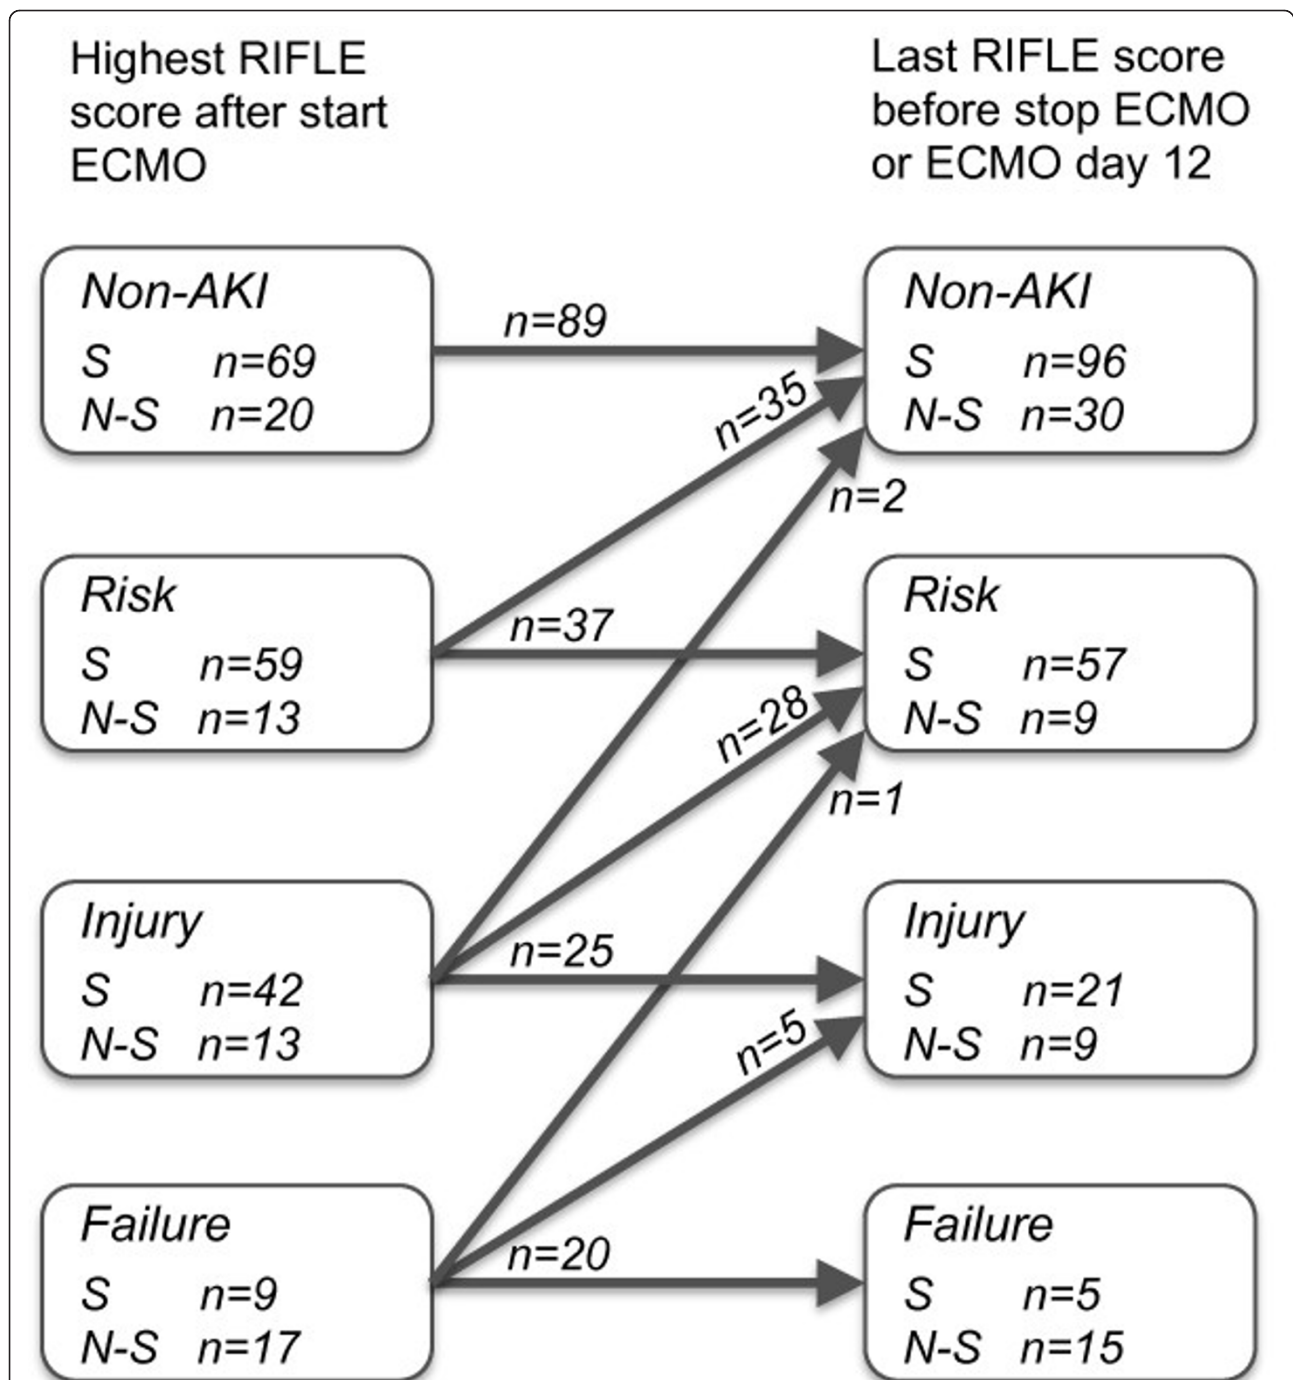 Highest RIFLE
score after start
ECMO
Last RIFLE score
before stop ECMO
or ECMO day 12
Non-AKI
S n=69
N-S n=20
n=89
n=35
n=2
Non-AKI
S n=96
N-S n=30
Risk
S n=59
N-S n=13
n=37
n=28
n=1
Risk
S n=57
N-S n=9
Injury
S n=42
N-S n=13
n=25
n=5
Injury
S n=21
N-S n=9
Failure
S n=9
N-S n=17
n=20
Failure
S n=5
N-S n=15